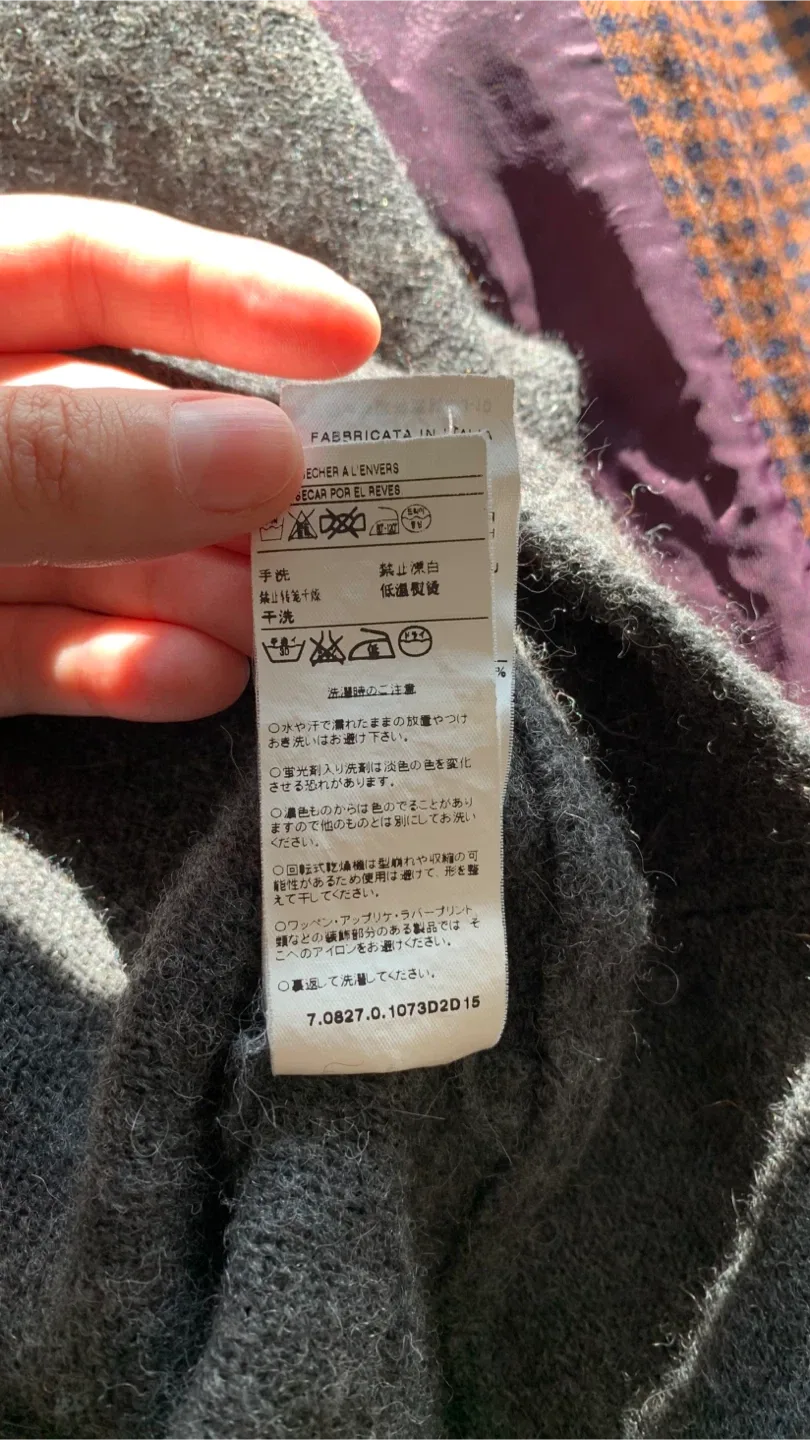 FABBRICATA IN ITALIA
SECHER A L'ENVERS
SECAR POR EL REVES
手洗 禁止漂白
禁止转笼干燥 低温熨烫
干洗
洗濯時のご注意
○水や汗で濡れたままの放置やつけ
おき洗いはお避け下さい。
○蛍光剤入り洗剤は淡色の色を変化
させる恐れがあります。
○濃色ものからは色のでることがあり
ますので他のものとは別にしてお洗い
ください。
○回転式乾燥機は型崩れや収縮の可
能性があるため使用は避けて、形を整
えて干してください。
○ワッペン・アップリケ・ラバープリント
類などの装飾部分のある製品では そ
こへのアイロンをお避けください。
○裏返して洗濯してください。
7.0827.0.1073D2D15